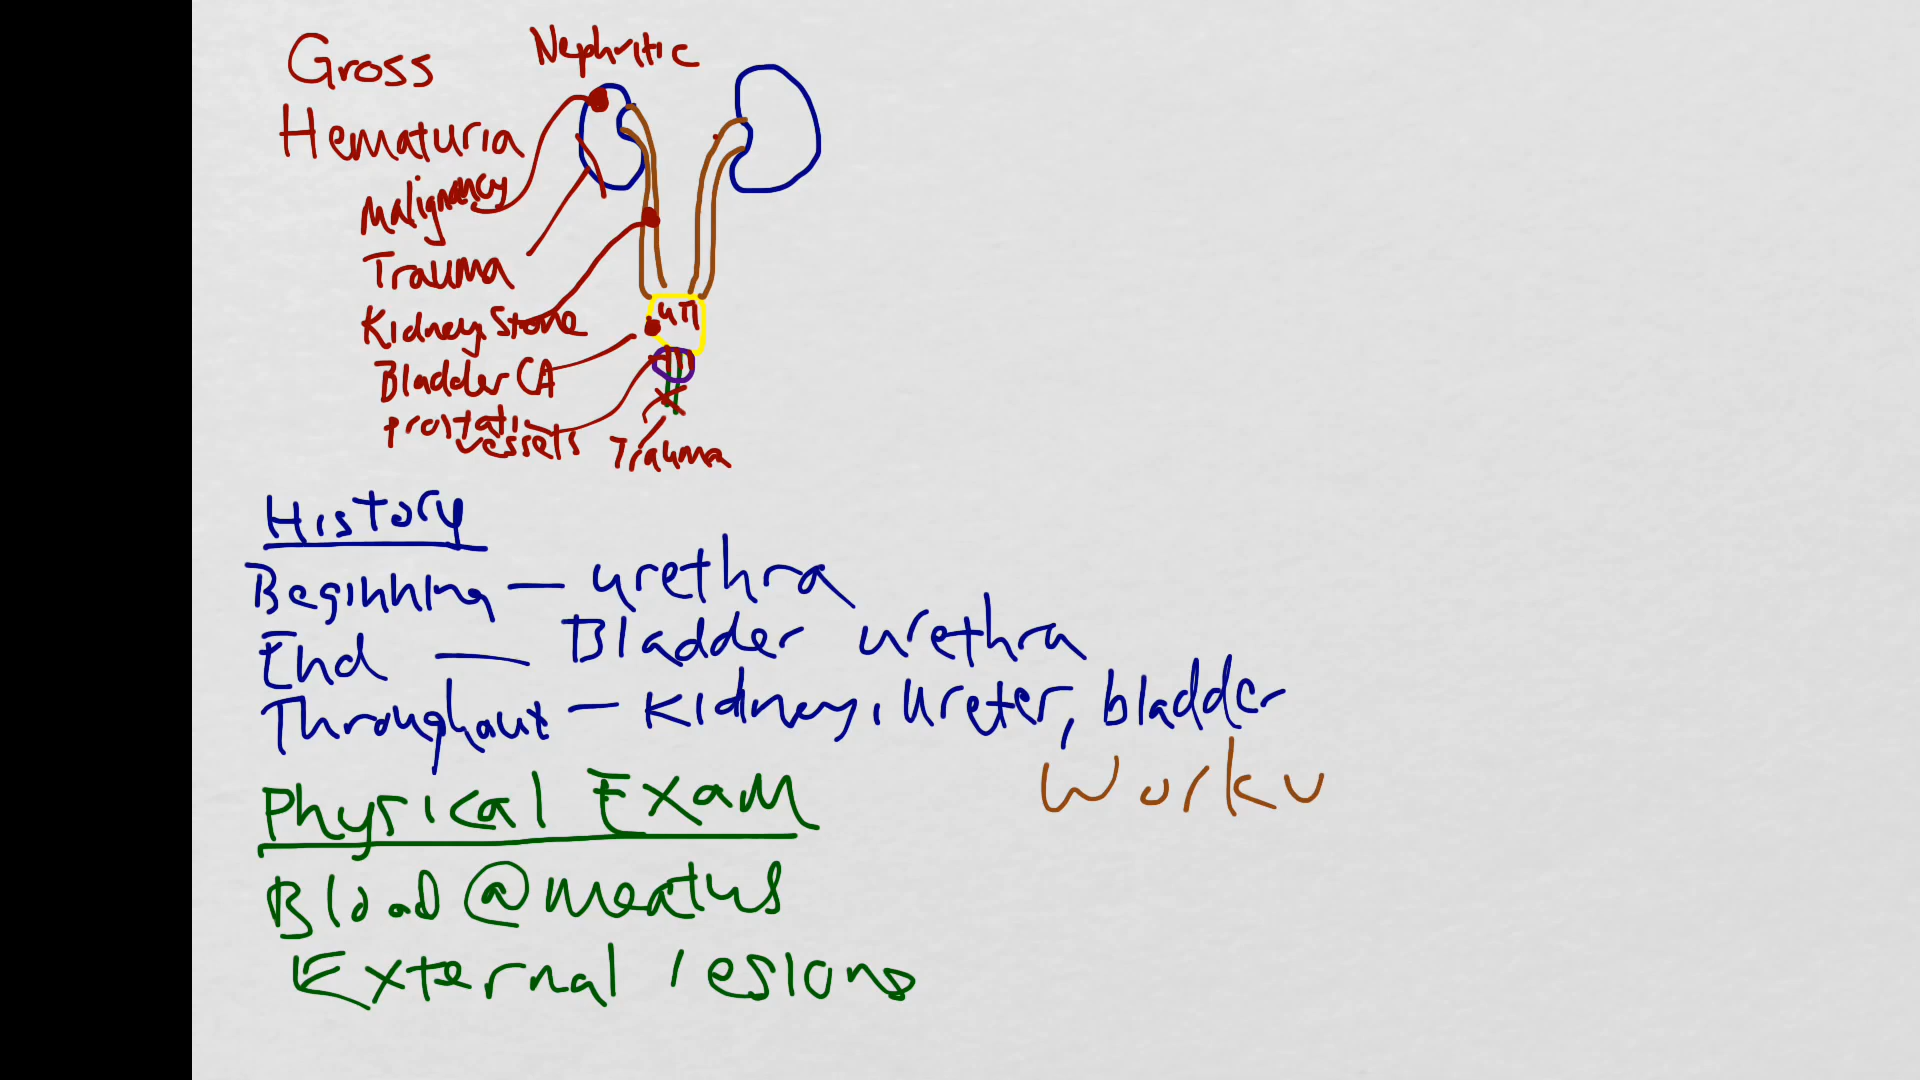 Gross
Nephritic
Hematuria
Malignancy
Trauma
Kidney Stone
UTI
Bladder CA
prostati
vessels
Trauma
History
Beginning — urethra
End — Bladder urethra
Throughout — Kidney, Ureter, bladder
Physical Exam
Worku
Blood @ meatus
External lesions